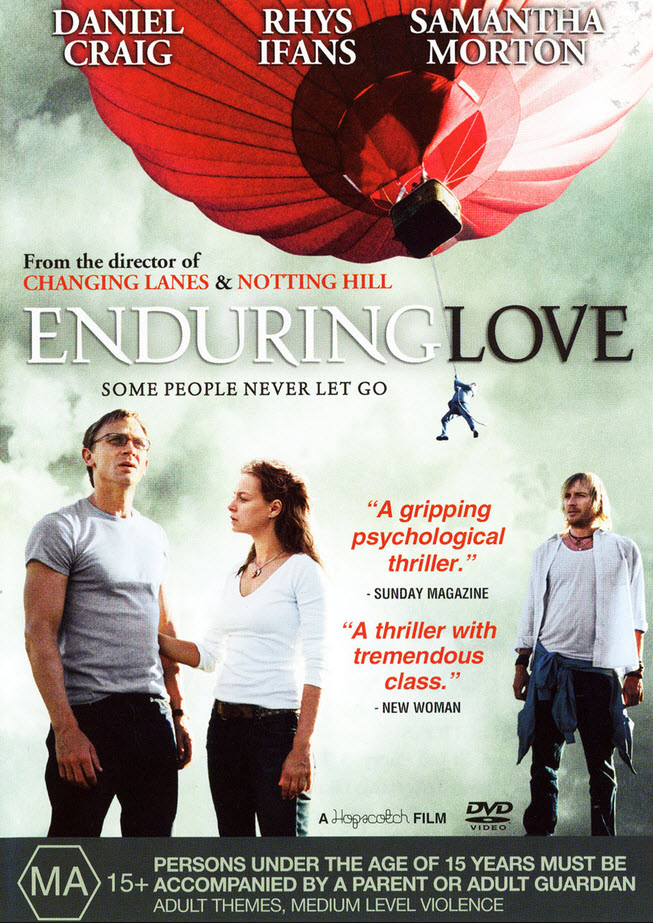 DANIEL CRAIG
RHYS IFANS
SAMANTHA MORTON
From the director of
CHANGING LANES & NOTTING HILL
ENDURING LOVE
SOME PEOPLE NEVER LET GO
“A gripping
psychological
thriller.”
- SUNDAY MAGAZINE
“A thriller with
tremendous
class.”
- NEW WOMAN
A Hopscotch FILM
DVD
VIDEO
MA 15+
PERSONS UNDER THE AGE OF 15 YEARS MUST BE
ACCOMPANIED BY A PARENT OR ADULT GUARDIAN
ADULT THEMES, MEDIUM LEVEL VIOLENCE